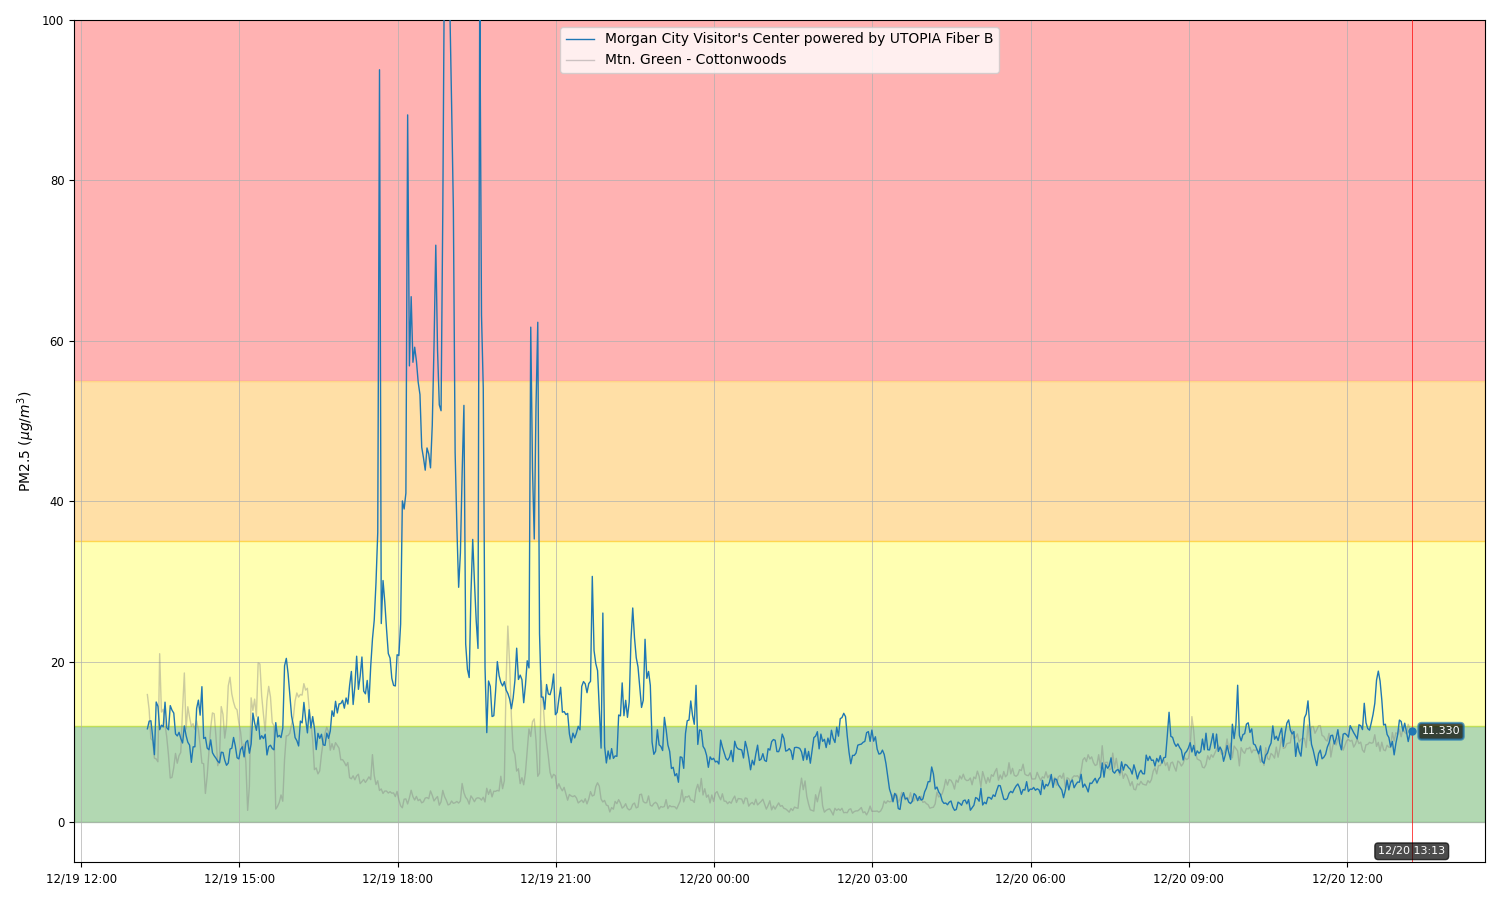 100
80
60
40
20
0
PM2.5 (μg/m³)
Morgan City Visitor's Center powered by UTOPIA Fiber B
Mtn. Green - Cottonwoods
11.330
12/20 13:13
12/19 12:00 12/19 15:00 12/19 18:00 12/19 21:00 12/20 00:00 12/20 03:00 12/20 06:00 12/20 09:00 12/20 12:00